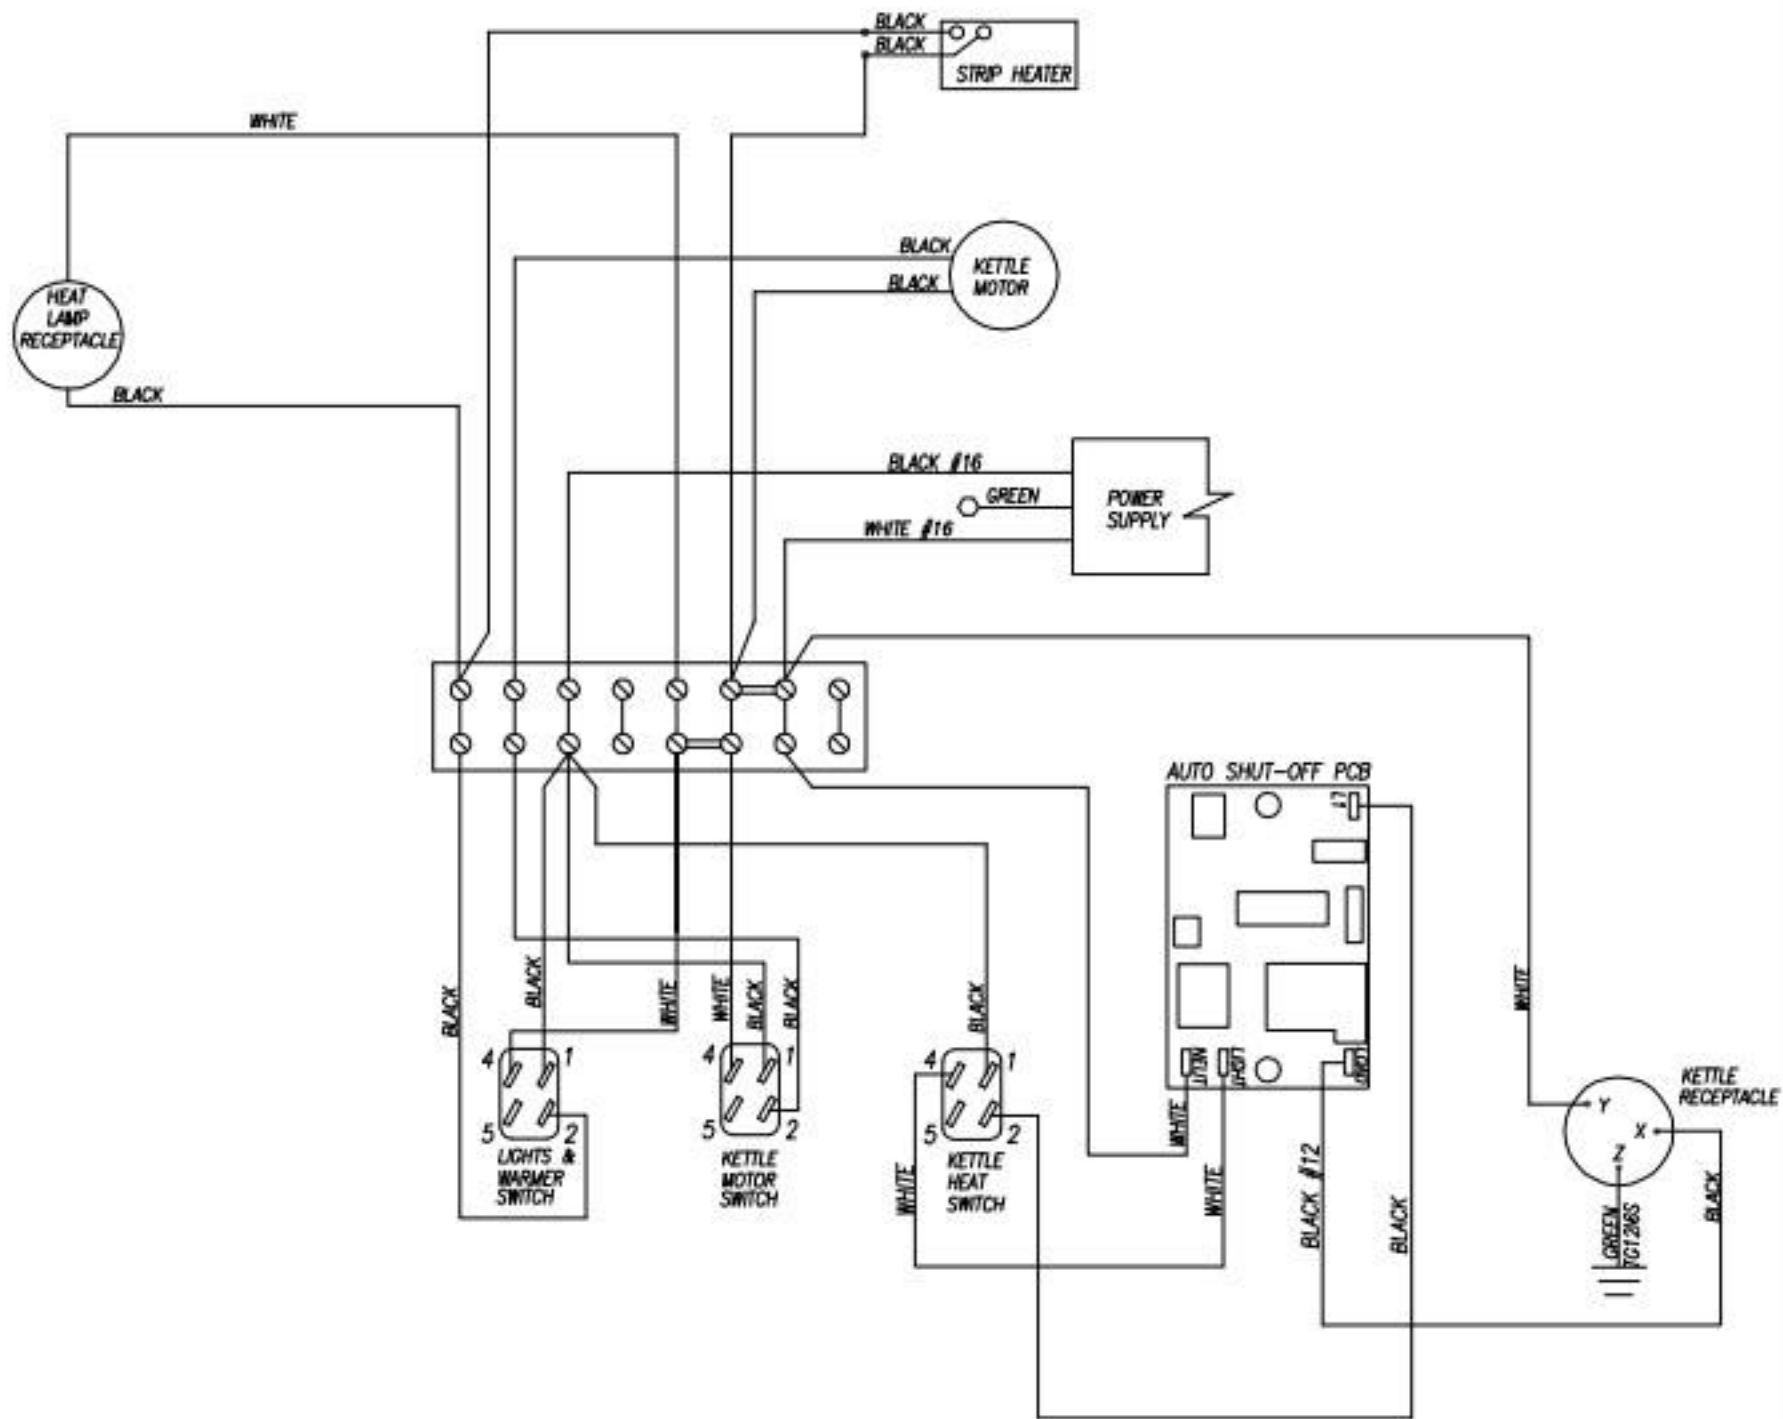 BLACK
BLACK
STRIP HEATER
WHITE
BLACK
KETTLE
MOTOR
BLACK
HEAT
LAMP
RECEPTACLE
BLACK
BLACK #16
GREEN
POWER
SUPPLY
WHITE #16
AUTO SHUT-OFF PCB
L1
BLACK
BLACK
WHITE
WHITE
BLACK
BLACK
BLACK
WHITE
4
1
5
2
LIGHTS &
WARMER
SWITCH
4
1
5
2
KETTLE
MOTOR
SWITCH
4
1
5
2
KETTLE
HEAT
SWITCH
NEUT
LIGHT
LOAD
WHITE
WHITE
WHITE
BLACK #12
BLACK
KETTLE
RECEPTACLE
Y
X
Z
GREEN
TC12M6S
BLACK